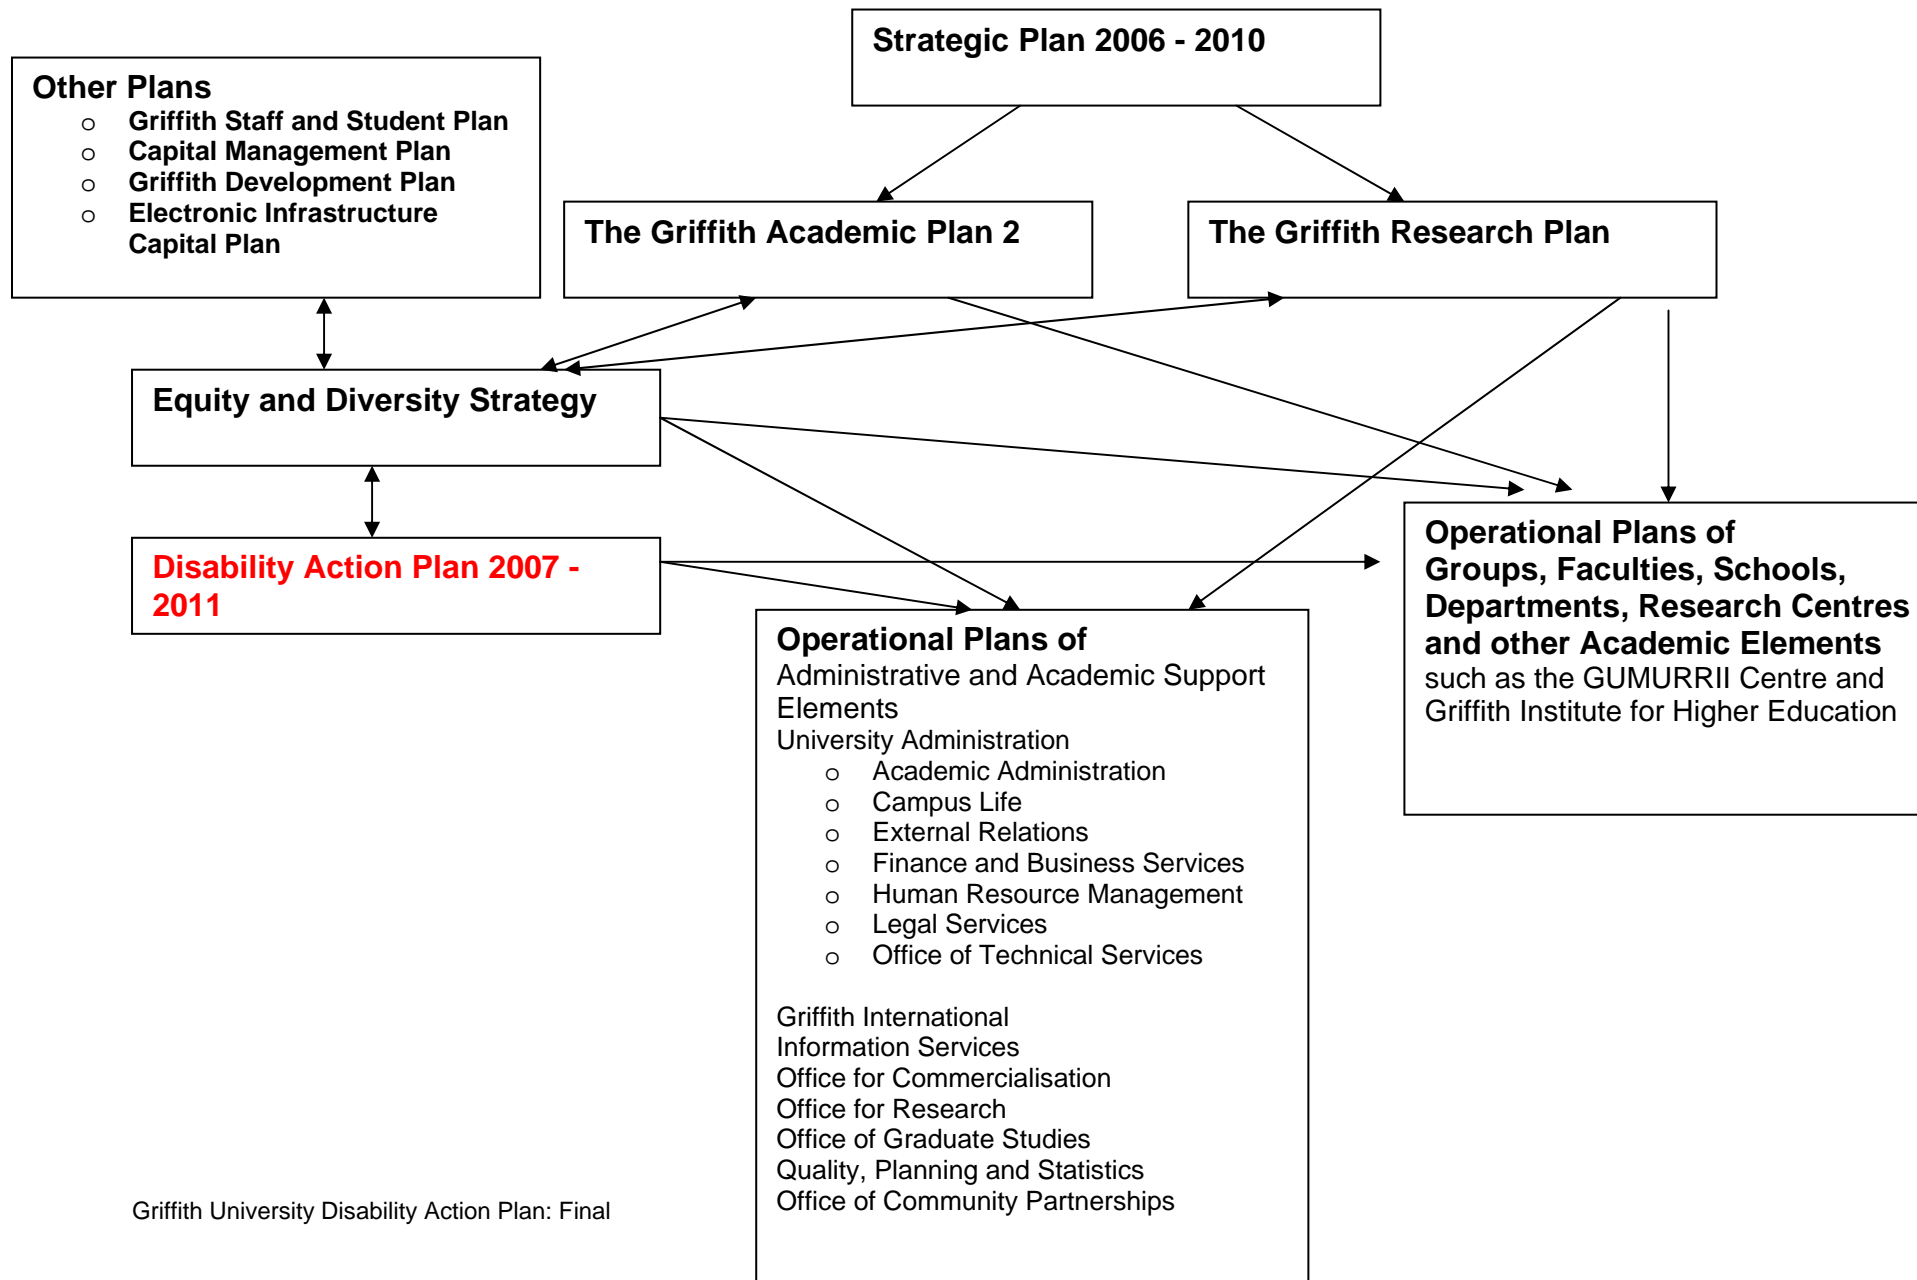 Strategic Plan 2006 - 2010
Other Plans
o Griffith Staff and Student Plan
o Capital Management Plan
o Griffith Development Plan
o Electronic Infrastructure
Capital Plan
The Griffith Academic Plan 2
The Griffith Research Plan
Equity and Diversity Strategy
Disability Action Plan 2007 -
2011
Operational Plans of
Groups, Faculties, Schools,
Departments, Research Centres
and other Academic Elements
such as the GUMURRII Centre and
Griffith Institute for Higher Education
Operational Plans of
Administrative and Academic Support
Elements
University Administration
o Academic Administration
o Campus Life
o External Relations
o Finance and Business Services
o Human Resource Management
o Legal Services
o Office of Technical Services
Griffith International
Information Services
Office for Commercialisation
Office for Research
Office of Graduate Studies
Quality, Planning and Statistics
Office of Community Partnerships
Griffith University Disability Action Plan: Final